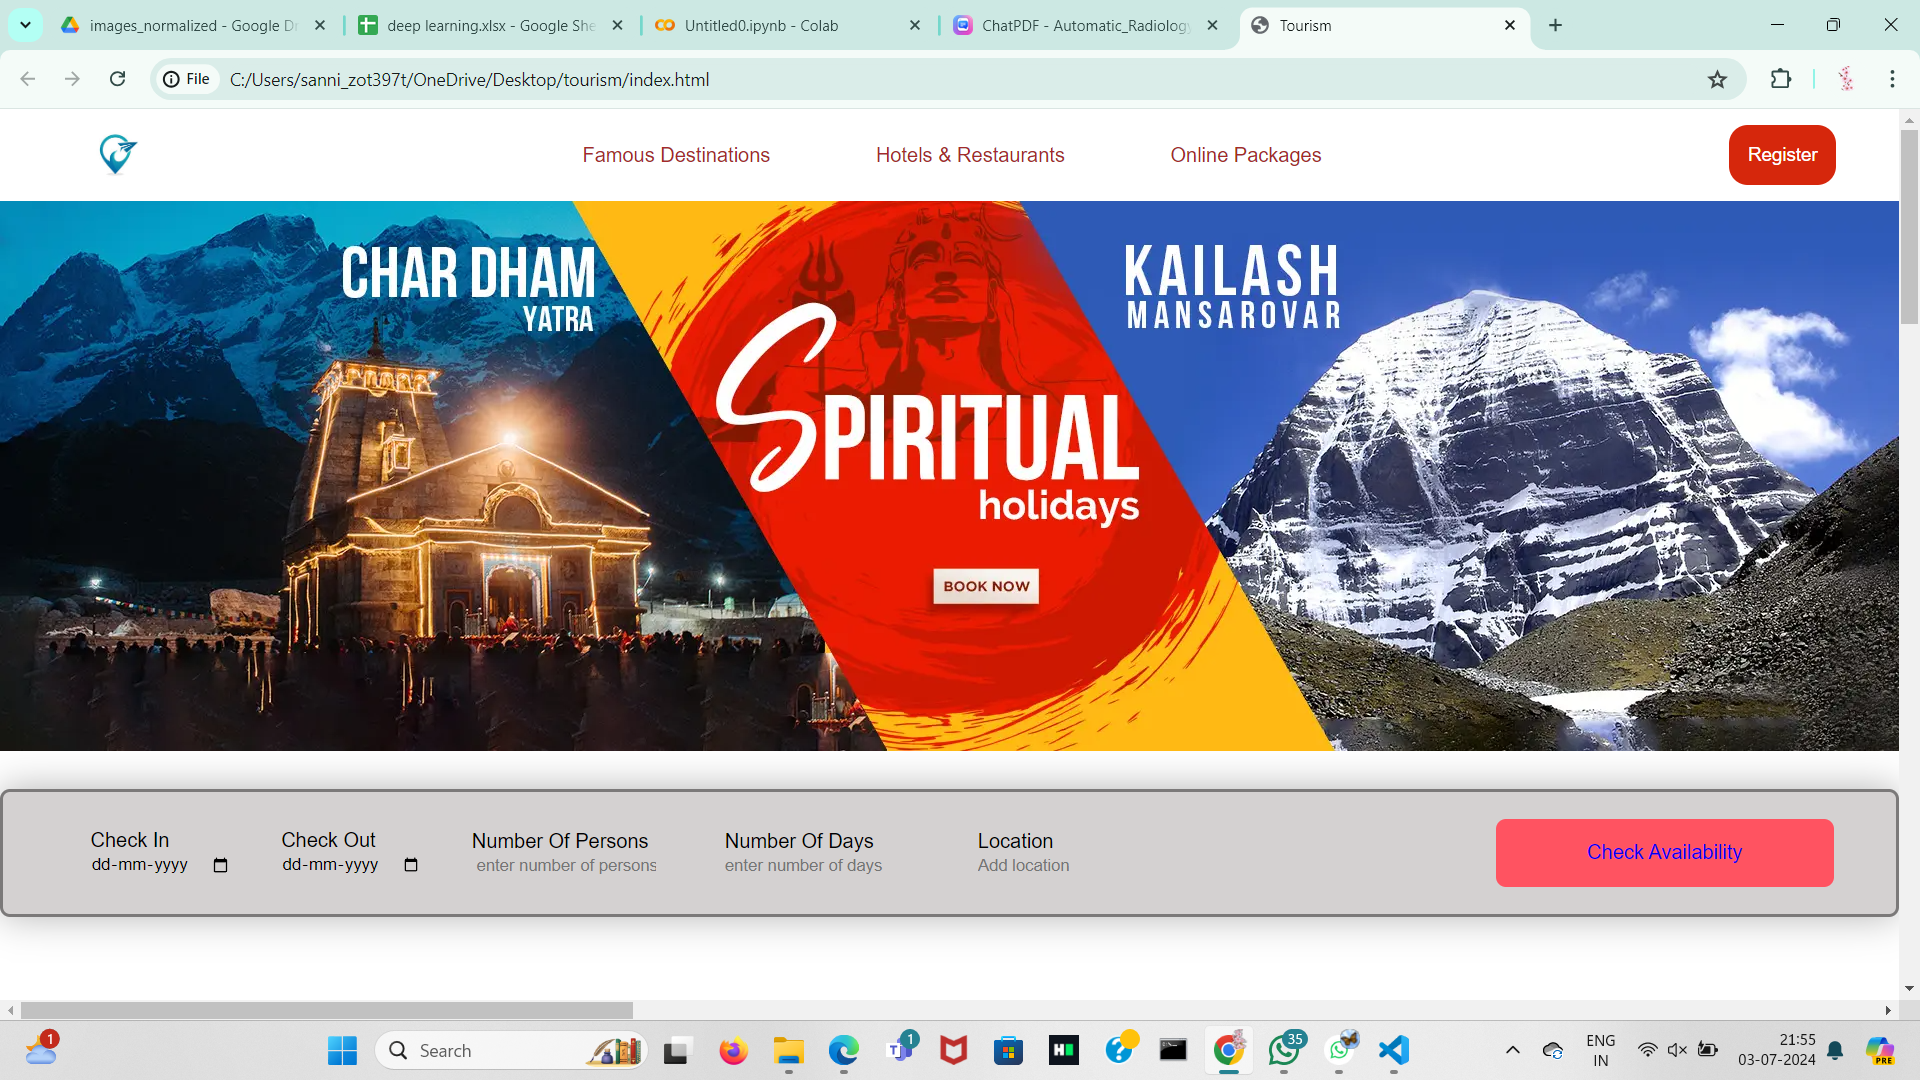 images_normalized - Google Dr
deep learning.xlsx - Google She
Untitled0.ipynb - Colab
ChatPDF - Automatic_Radiology
Tourism
File
C:/Users/sanni_zot397t/OneDrive/Desktop/tourism/index.html
Famous Destinations
Hotels & Restaurants
Online Packages
Register
CHAR DHAM
YATRA
SPIRITUAL
holidays
BOOK NOW
KAILASH
MANSAROVAR
Check In
dd-mm-yyyy
Check Out
dd-mm-yyyy
Number Of Persons
enter number of persons
Number Of Days
enter number of days
Location
Add location
Check Availability
1
Search
1
35
ENG
IN
21:55
03-07-2024
PRE